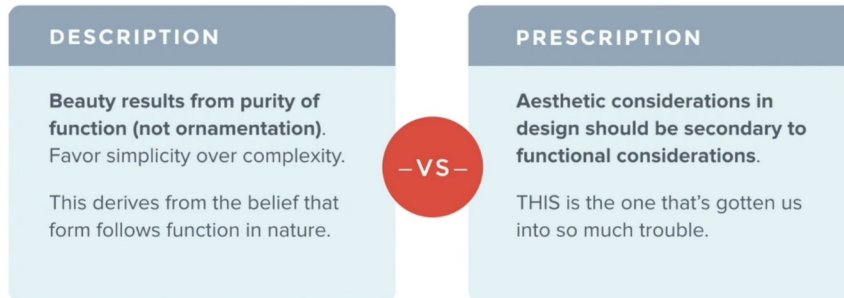 DESCRIPTION
Beauty results from purity of
function (not ornamentation).
Favor simplicity over complexity.
This derives from the belief that
form follows function in nature.
–VS–
PRESCRIPTION
Aesthetic considerations in
design should be secondary to
functional considerations.
THIS is the one that's gotten us
into so much trouble.